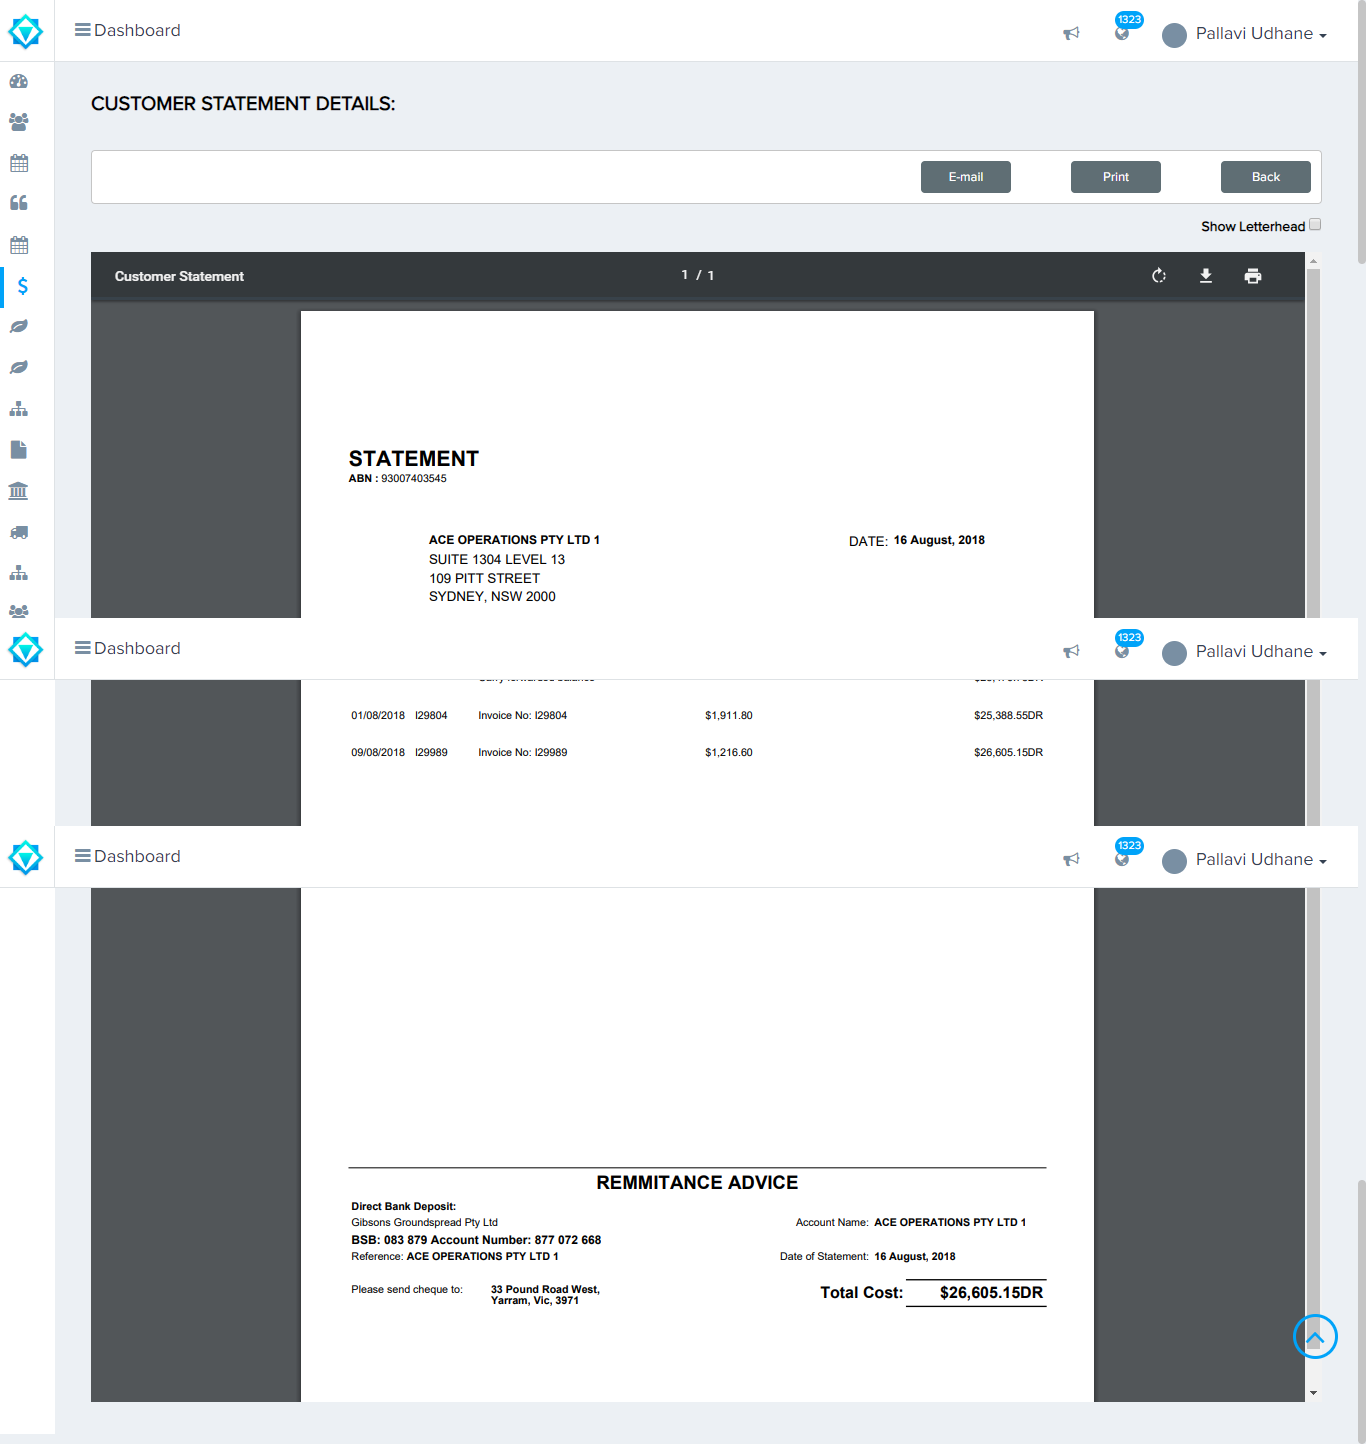 Dashboard
1323
Pallavi Udhane
CUSTOMER STATEMENT DETAILS:
E-mail Print Back
Show Letterhead
Customer Statement 1 / 1
STATEMENT
ABN : 93007403545
ACE OPERATIONS PTY LTD 1 DATE: 16 August, 2018
SUITE 1304 LEVEL 13
109 PITT STREET
SYDNEY, NSW 2000
Dashboard
1323
Pallavi Udhane
01/08/2018 I29804 Invoice No: I29804 $1,911.80 $25,388.55DR
09/08/2018 I29989 Invoice No: I29989 $1,216.60 $26,605.15DR
Dashboard
1323
Pallavi Udhane
REMMITANCE ADVICE
Direct Bank Deposit:
Gibsons Groundspread Pty Ltd Account Name: ACE OPERATIONS PTY LTD 1
BSB: 083 879 Account Number: 877 072 668
Reference: ACE OPERATIONS PTY LTD 1 Date of Statement: 16 August, 2018
Please send cheque to: 33 Pound Road West,
Yarram, Vic, 3971
Total Cost: $26,605.15DR